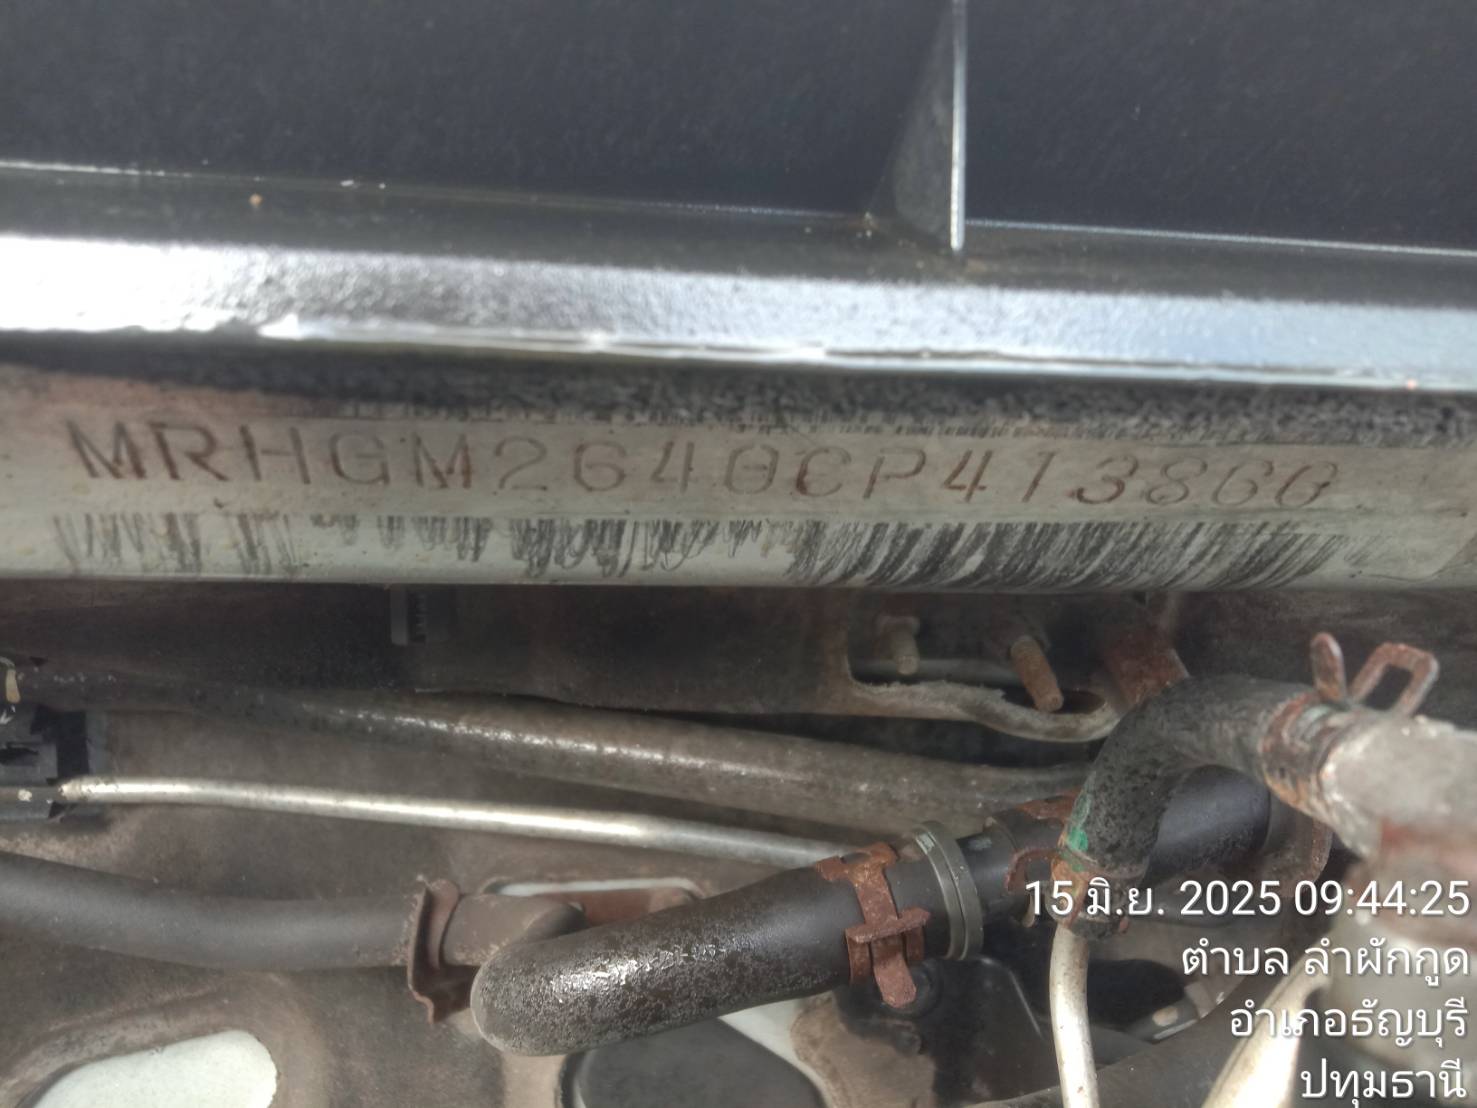 MRHGM2640CP413860
15 มิ.ย. 2025 09:44:25
ตำบล ลำผักกูด
อำเภอธัญบุรี
ปทุมธานี